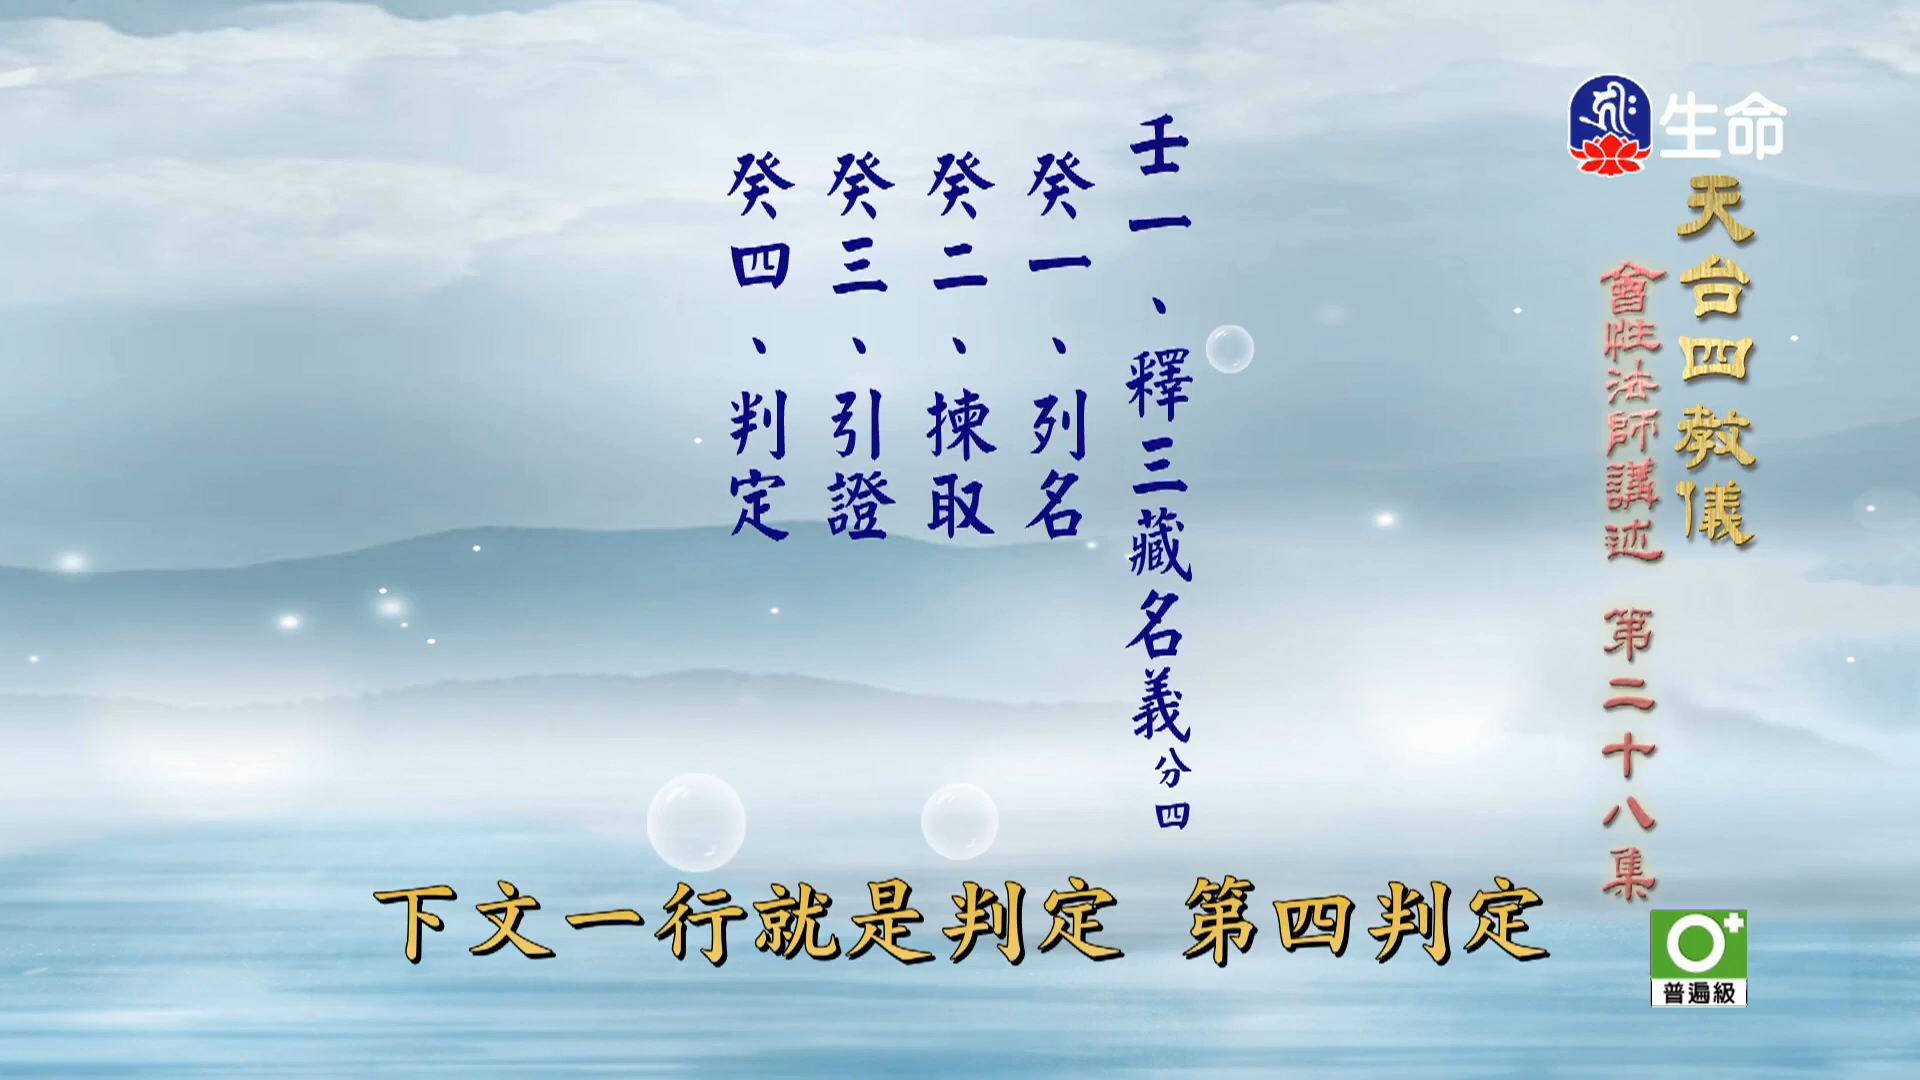 生命
天台四教儀
會性法師講述 第二十八集
壬一、釋三藏名義分四
癸一、列名
癸二、揀取
癸三、引證
癸四、判定
下文一行就是判定 第四判定
普遍級